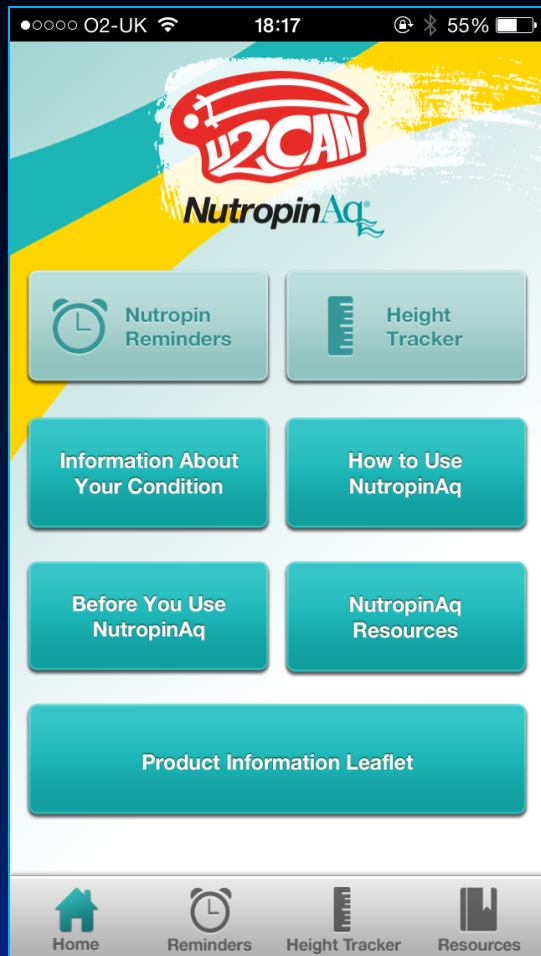 O2-UK 18:17 55%
U2CAN
NutropinAq®
Nutropin
Reminders
Height
Tracker
Information About
Your Condition
How to Use
NutropinAq
Before You Use
NutropinAq
NutropinAq
Resources
Product Information Leaflet
Home Reminders Height Tracker Resources